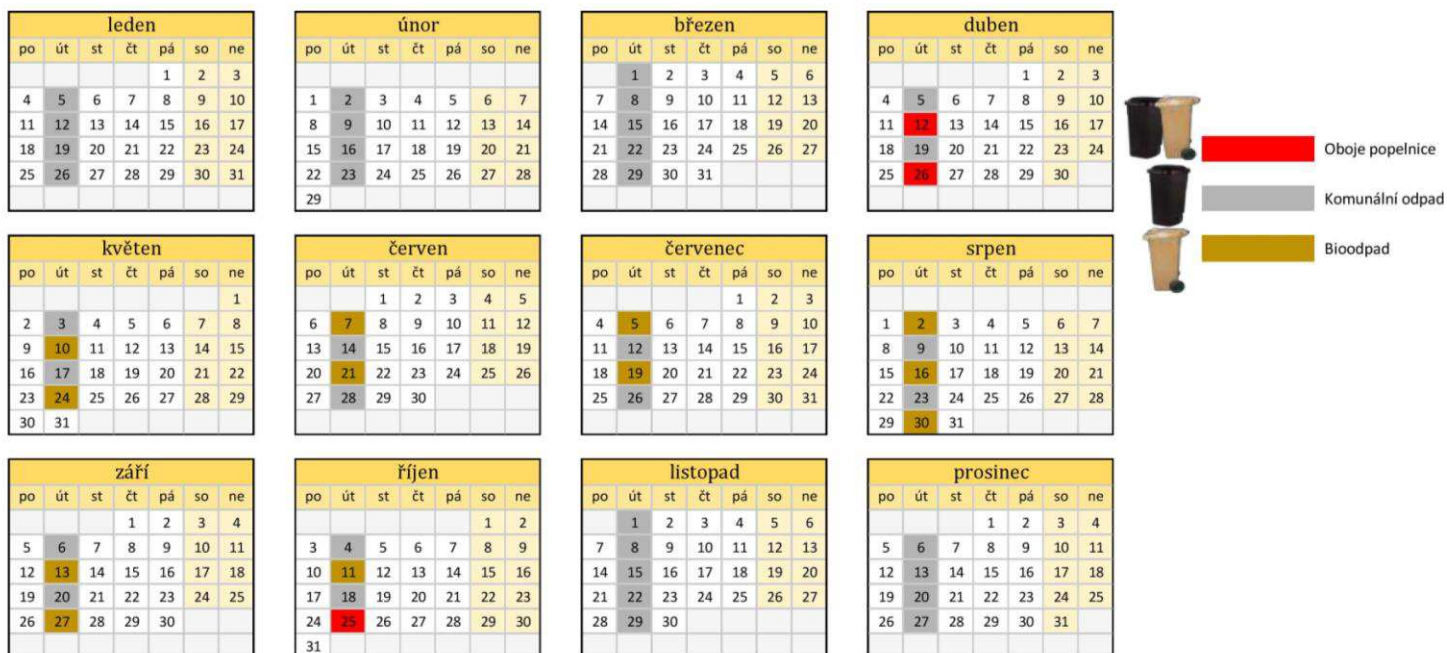 leden
po út st čt pá so ne
1 2 3
4 5 6 7 8 9 10
11 12 13 14 15 16 17
18 19 20 21 22 23 24
25 26 27 28 29 30 31
únor
po út st čt pá so ne
1 2 3 4 5 6 7
8 9 10 11 12 13 14
15 16 17 18 19 20 21
22 23 24 25 26 27 28
29
březen
po út st čt pá so ne
1 2 3 4 5 6
7 8 9 10 11 12 13
14 15 16 17 18 19 20
21 22 23 24 25 26 27
28 29 30 31
duben
po út st čt pá so ne
1 2 3
4 5 6 7 8 9 10
11 12 13 14 15 16 17
18 19 20 21 22 23 24
25 26 27 28 29 30
Oboje popelnice
Komunální odpad
Bioodpad
květen
po út st čt pá so ne
1
2 3 4 5 6 7 8
9 10 11 12 13 14 15
16 17 18 19 20 21 22
23 24 25 26 27 28 29
30 31
červen
po út st čt pá so ne
1 2 3 4 5
6 7 8 9 10 11 12
13 14 15 16 17 18 19
20 21 22 23 24 25 26
27 28 29 30
červenec
po út st čt pá so ne
1 2 3
4 5 6 7 8 9 10
11 12 13 14 15 16 17
18 19 20 21 22 23 24
25 26 27 28 29 30 31
srpen
po út st čt pá so ne
1 2 3 4 5 6 7
8 9 10 11 12 13 14
15 16 17 18 19 20 21
22 23 24 25 26 27 28
29 30 31
září
po út st čt pá so ne
1 2 3 4
5 6 7 8 9 10 11
12 13 14 15 16 17 18
19 20 21 22 23 24 25
26 27 28 29 30
říjen
po út st čt pá so ne
1 2
3 4 5 6 7 8 9
10 11 12 13 14 15 16
17 18 19 20 21 22 23
24 25 26 27 28 29 30
31
listopad
po út st čt pá so ne
1 2 3 4 5 6
7 8 9 10 11 12 13
14 15 16 17 18 19 20
21 22 23 24 25 26 27
28 29 30
prosinec
po út st čt pá so ne
1 2 3 4
5 6 7 8 9 10 11
12 13 14 15 16 17 18
19 20 21 22 23 24 25
26 27 28 29 30 31